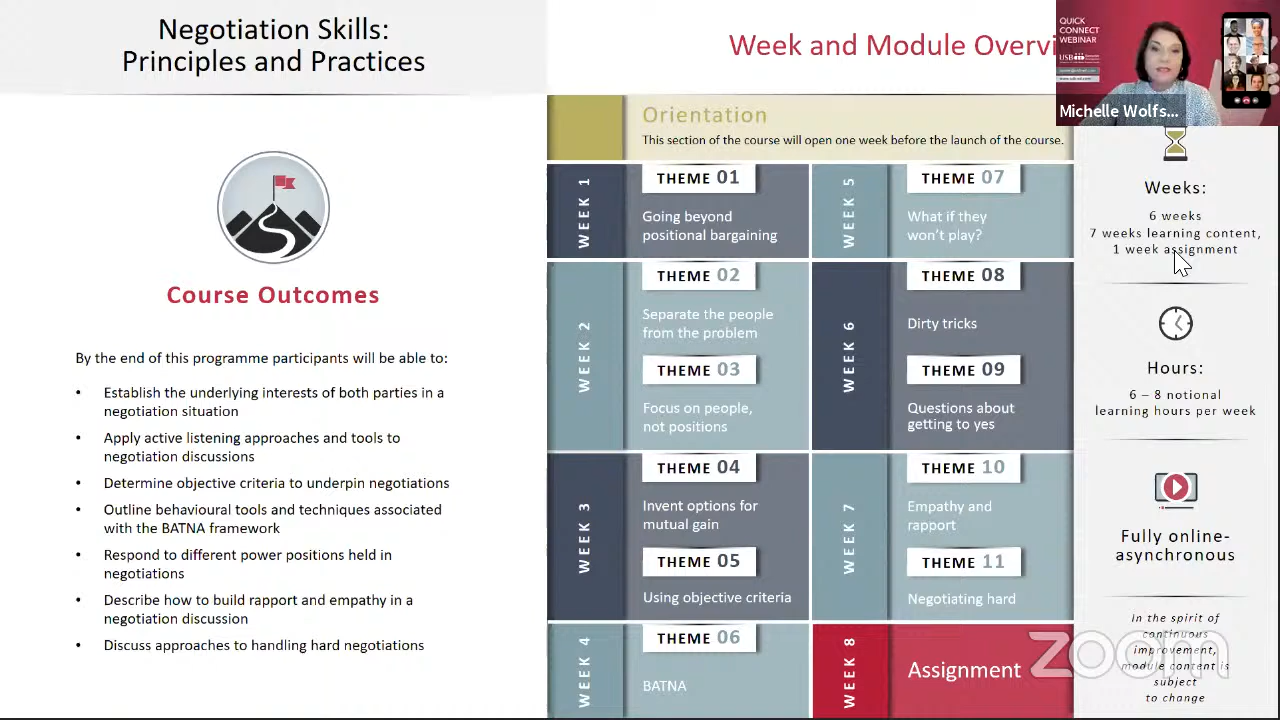 Negotiation Skills:
Principles and Practices
Course Outcomes
By the end of this programme participants will be able to:
• Establish the underlying interests of both parties in a
negotiation situation
• Apply active listening approaches and tools to
negotiation discussions
• Determine objective criteria to underpin negotiations
• Outline behavioural tools and techniques associated
with the BATNA framework
• Respond to different power positions held in
negotiations
• Describe how to build rapport and empathy in a
negotiation discussion
• Discuss approaches to handling hard negotiations
Week and Module Overvi
Orientation
This section of the course will open one week before the launch of the course.
WEEK 1
THEME 01
Going beyond
positional bargaining
WEEK 2
THEME 02
Separate the people
from the problem
THEME 03
Focus on people,
not positions
WEEK 3
THEME 04
Invent options for
mutual gain
THEME 05
Using objective criteria
WEEK 4
THEME 06
BATNA
WEEK 5
THEME 07
What if they
won't play?
WEEK 6
THEME 08
Dirty tricks
THEME 09
Questions about
getting to yes
WEEK 7
THEME 10
Empathy and
rapport
THEME 11
Negotiating hard
WEEK 8
Assignment
QUICK
CONNECT
WEBINAR
USB
Michelle Wolfs...
Weeks:
6 weeks
7 weeks learning content,
1 week assignment
Hours:
6 – 8 notional
learning hours per week
Fully online-
asynchronous
In the spirit of
continuous
improvement,
module content is
subject
to change
zoom